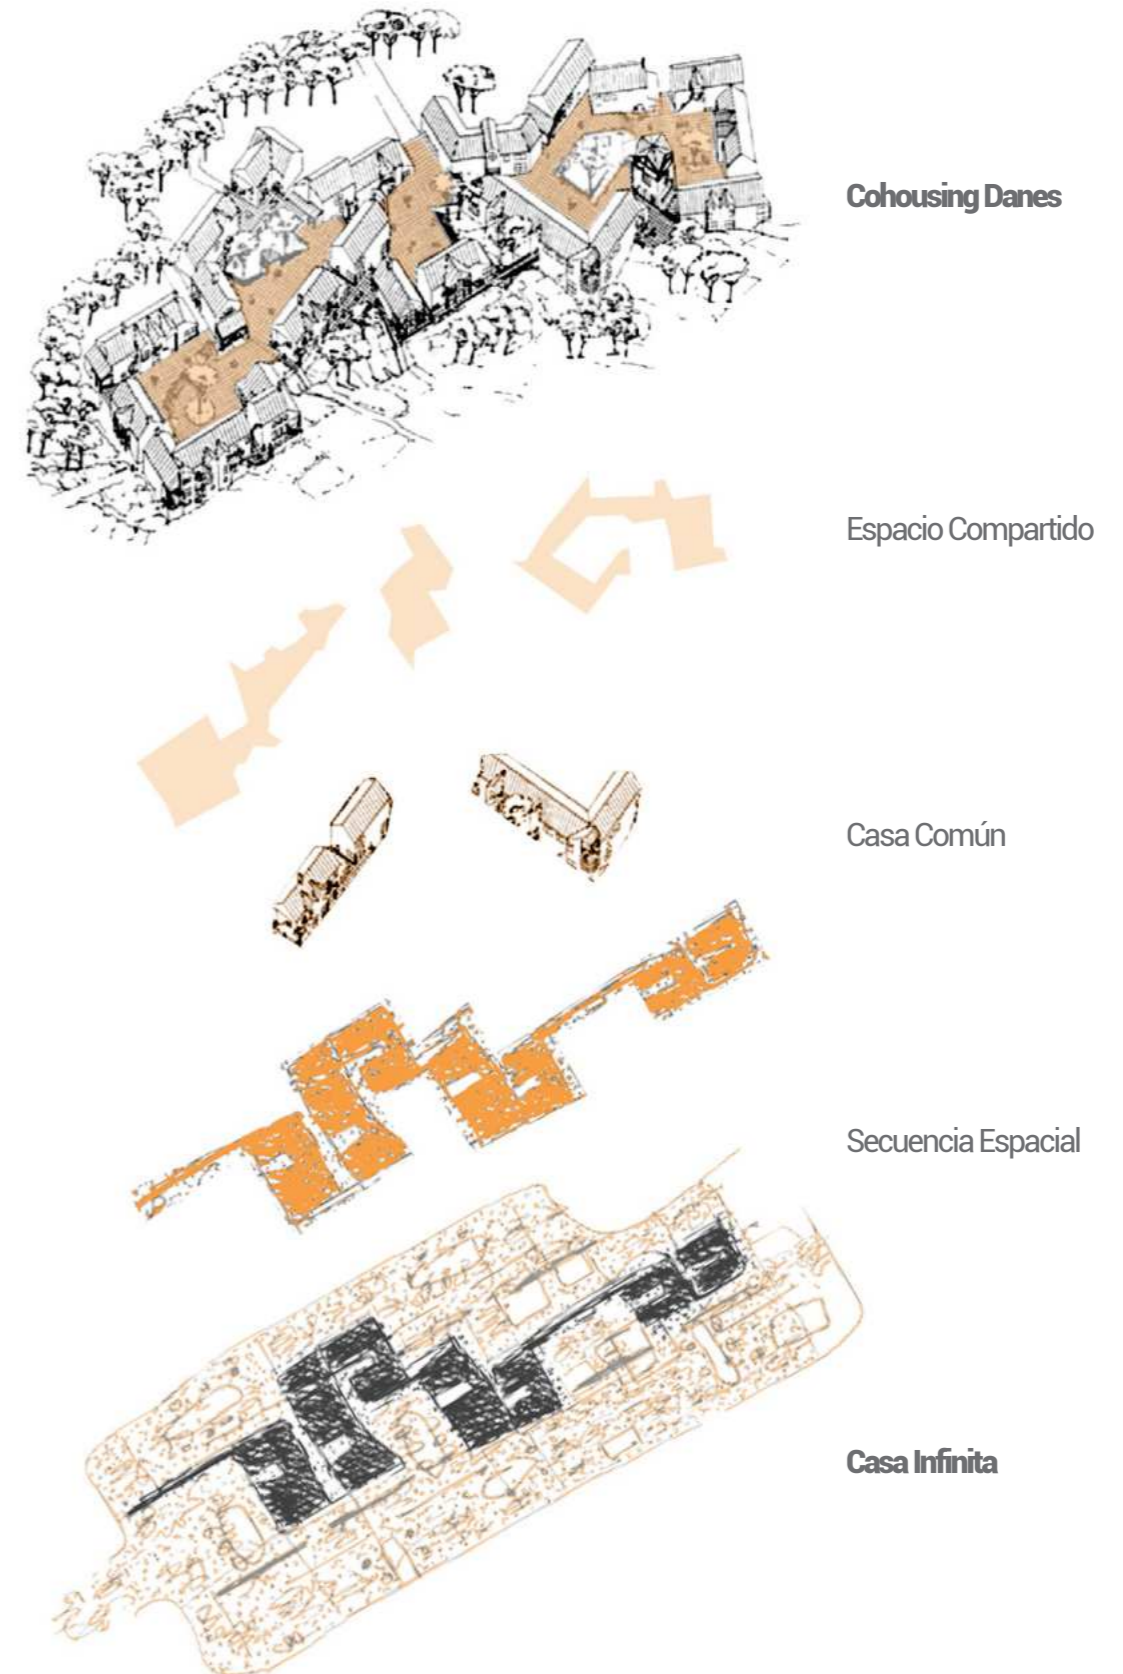 Cohousing Danes
Espacio Compartido
Casa Común
Secuencia Espacial
Casa Infinita